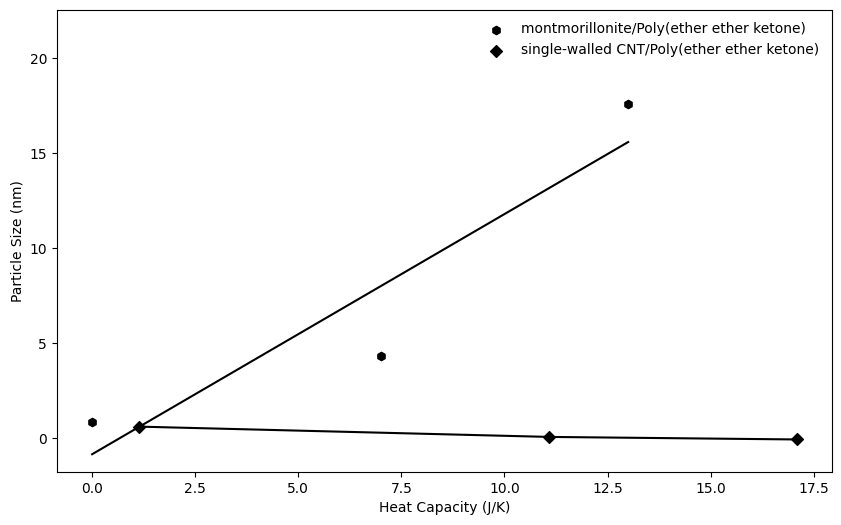 montmorillonite/Poly(ether ether ketone)
single-walled CNT/Poly(ether ether ketone)
20
15
10
5
0
Particle Size (nm)
0.0 2.5 5.0 7.5 10.0 12.5 15.0 17.5
Heat Capacity (J/K)